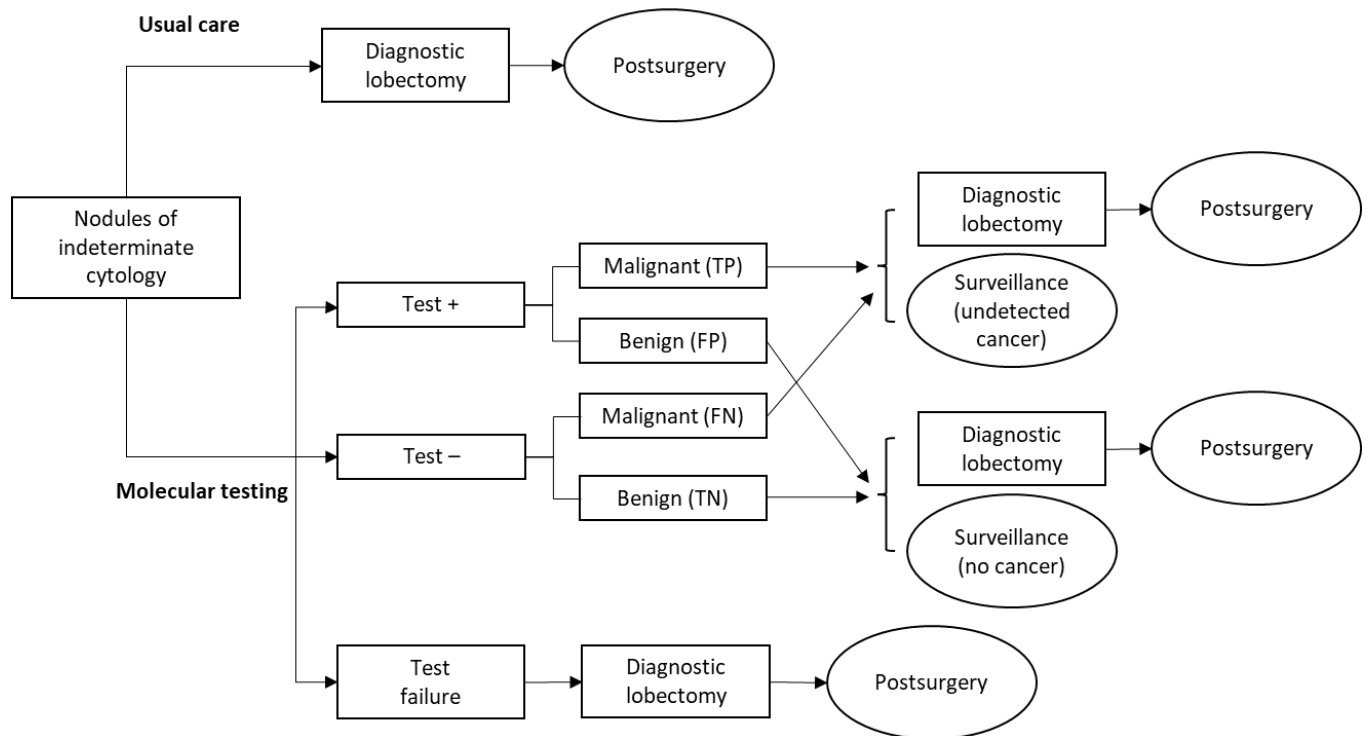 Usual care
Diagnostic
lobectomy
Postsurgery
Nodules of
indeterminate
cytology
Molecular testing
Test +
Malignant (TP)
Benign (FP)
Test –
Malignant (FN)
Benign (TN)
Diagnostic
lobectomy
Postsurgery
Surveillance
(undetected
cancer)
Diagnostic
lobectomy
Postsurgery
Surveillance
(no cancer)
Test
failure
Diagnostic
lobectomy
Postsurgery